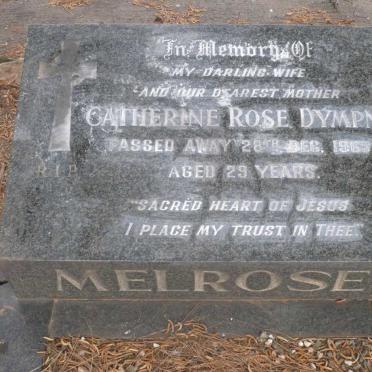 In Memory Of
MY DARLING WIFE
AND OUR DEAREST MOTHER
CATHERINE ROSE DYMPN
PASSED AWAY 28TH DEC. 196
R.I.P. AGED 29 YEARS.
"SACRED HEART OF JESUS
I PLACE MY TRUST IN THEE"
MELROSE